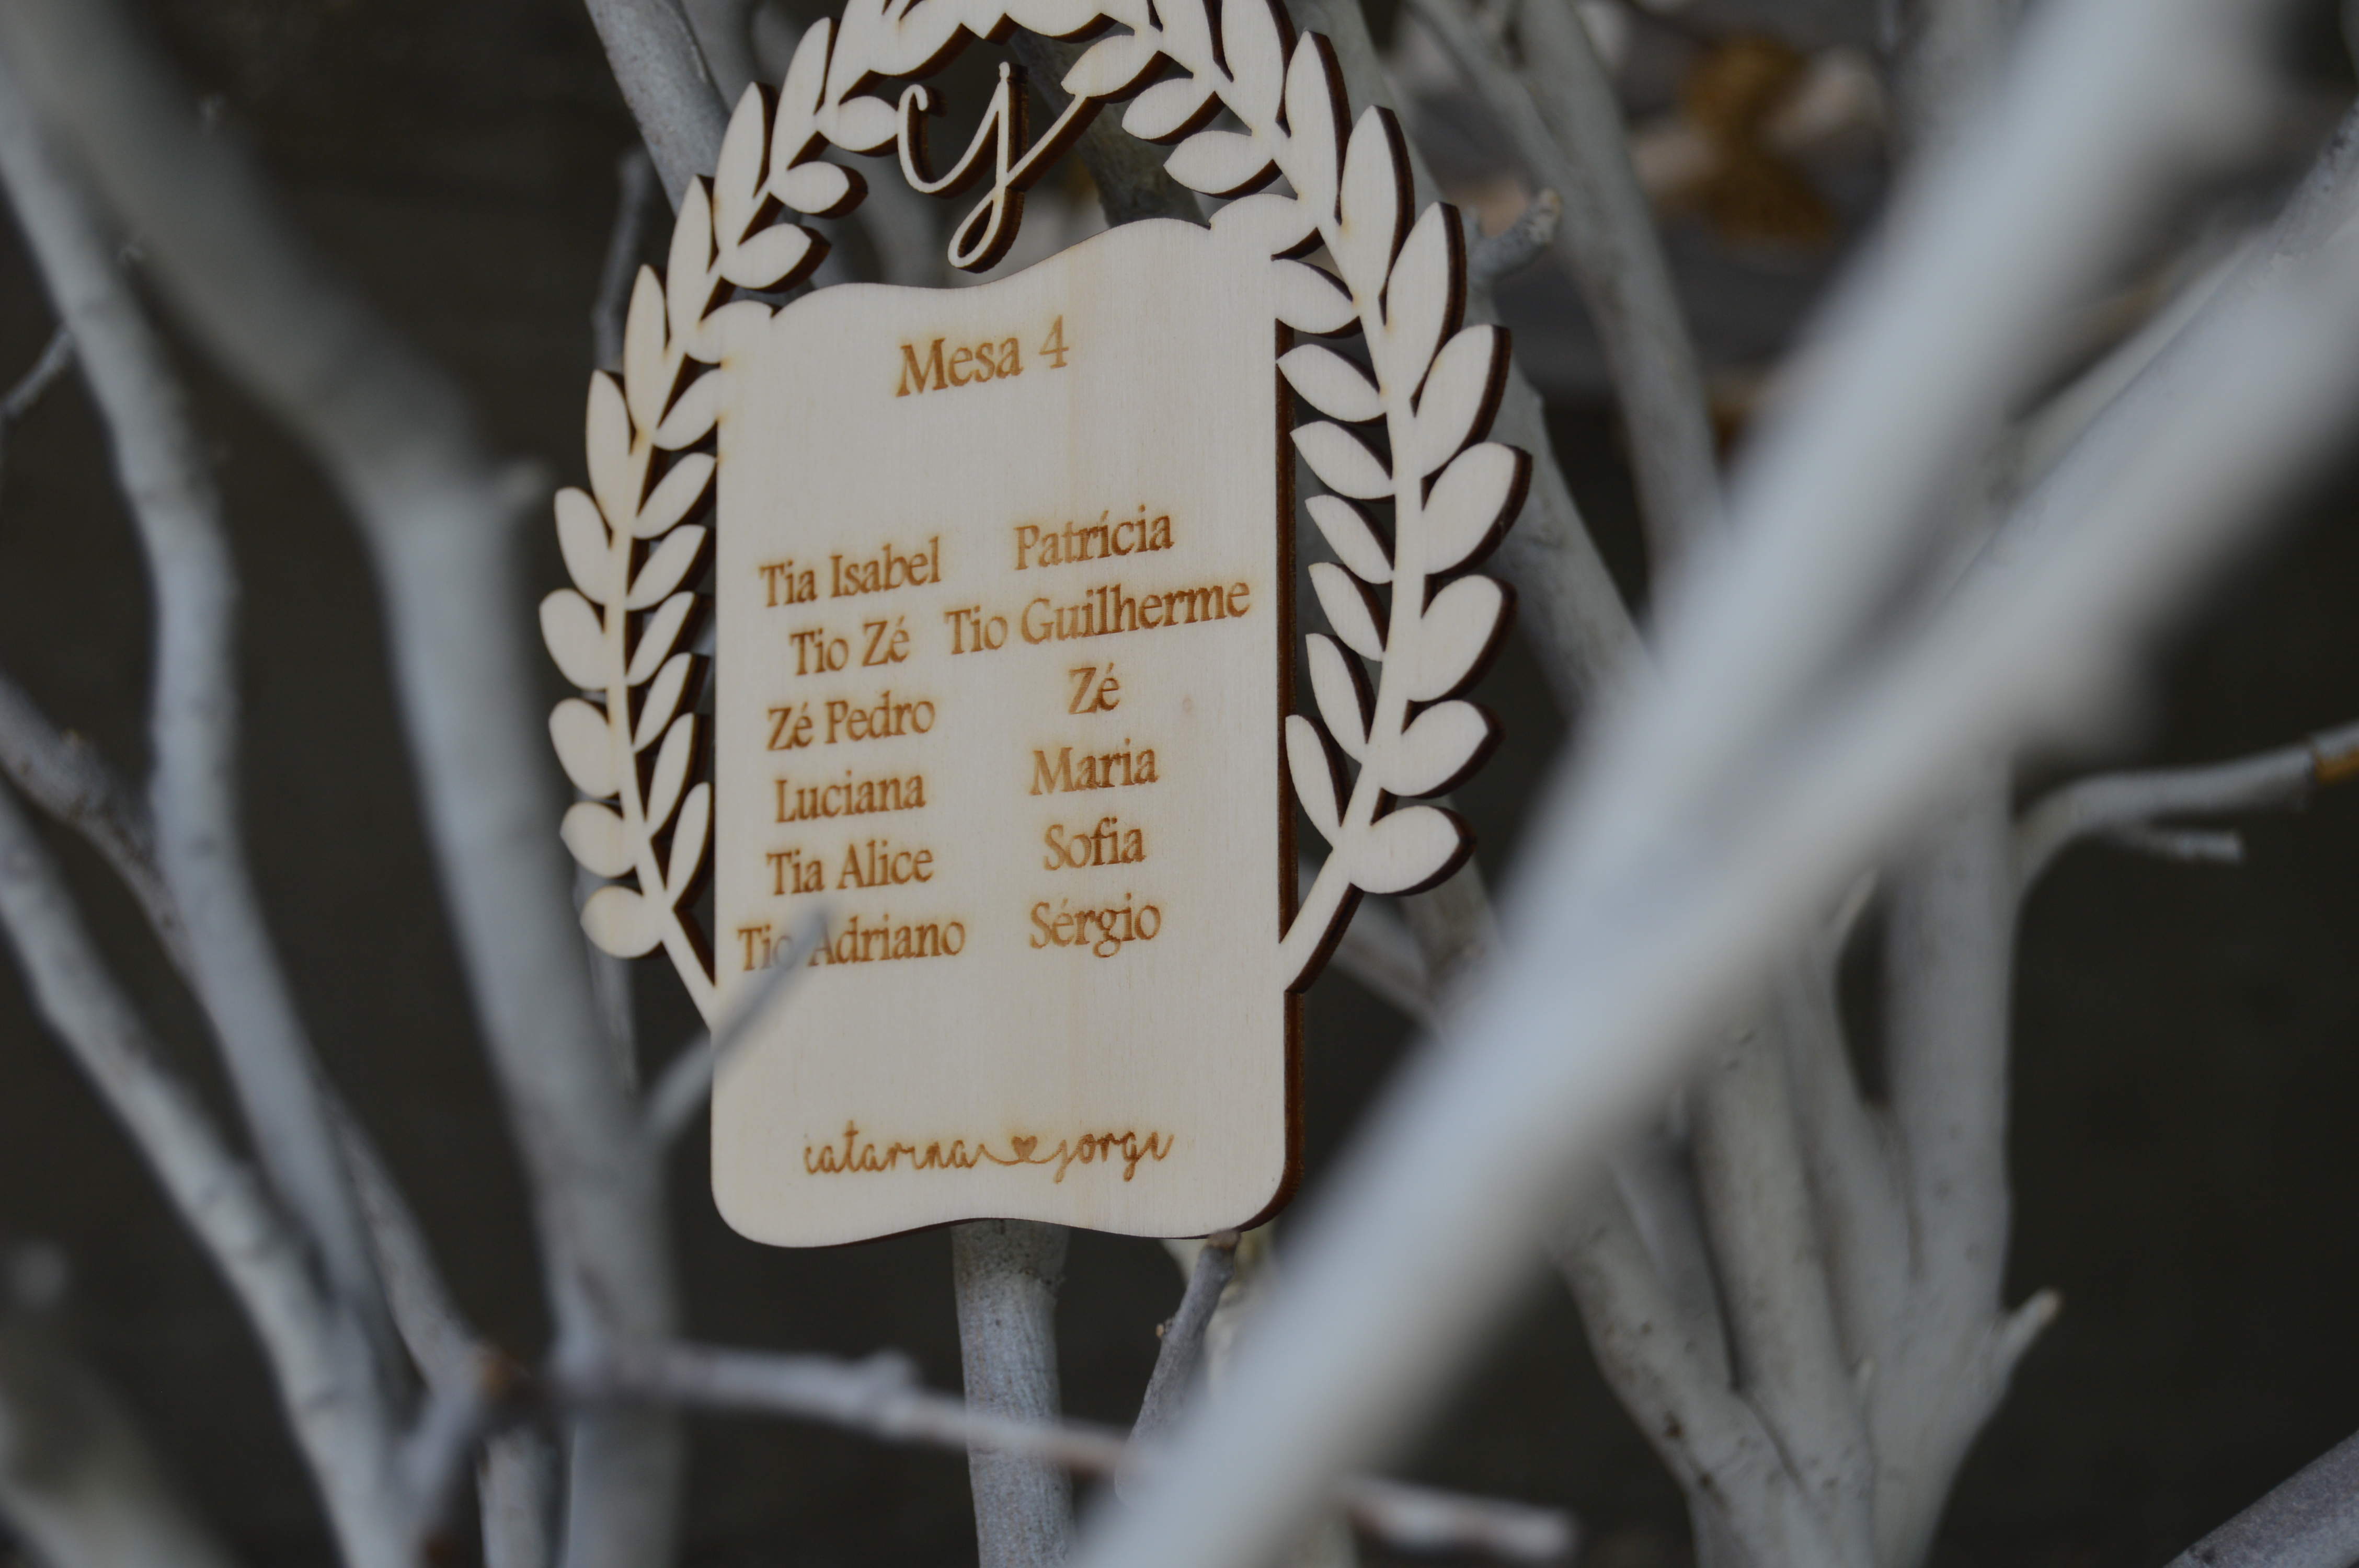 cj
Mesa 4
Tia Isabel
Tio Zé
Zé Pedro
Luciana
Tia Alice
Tio Adriano
Patrícia
Tio Guilherme
Zé
Maria
Sofia
Sérgio
catarina jorge